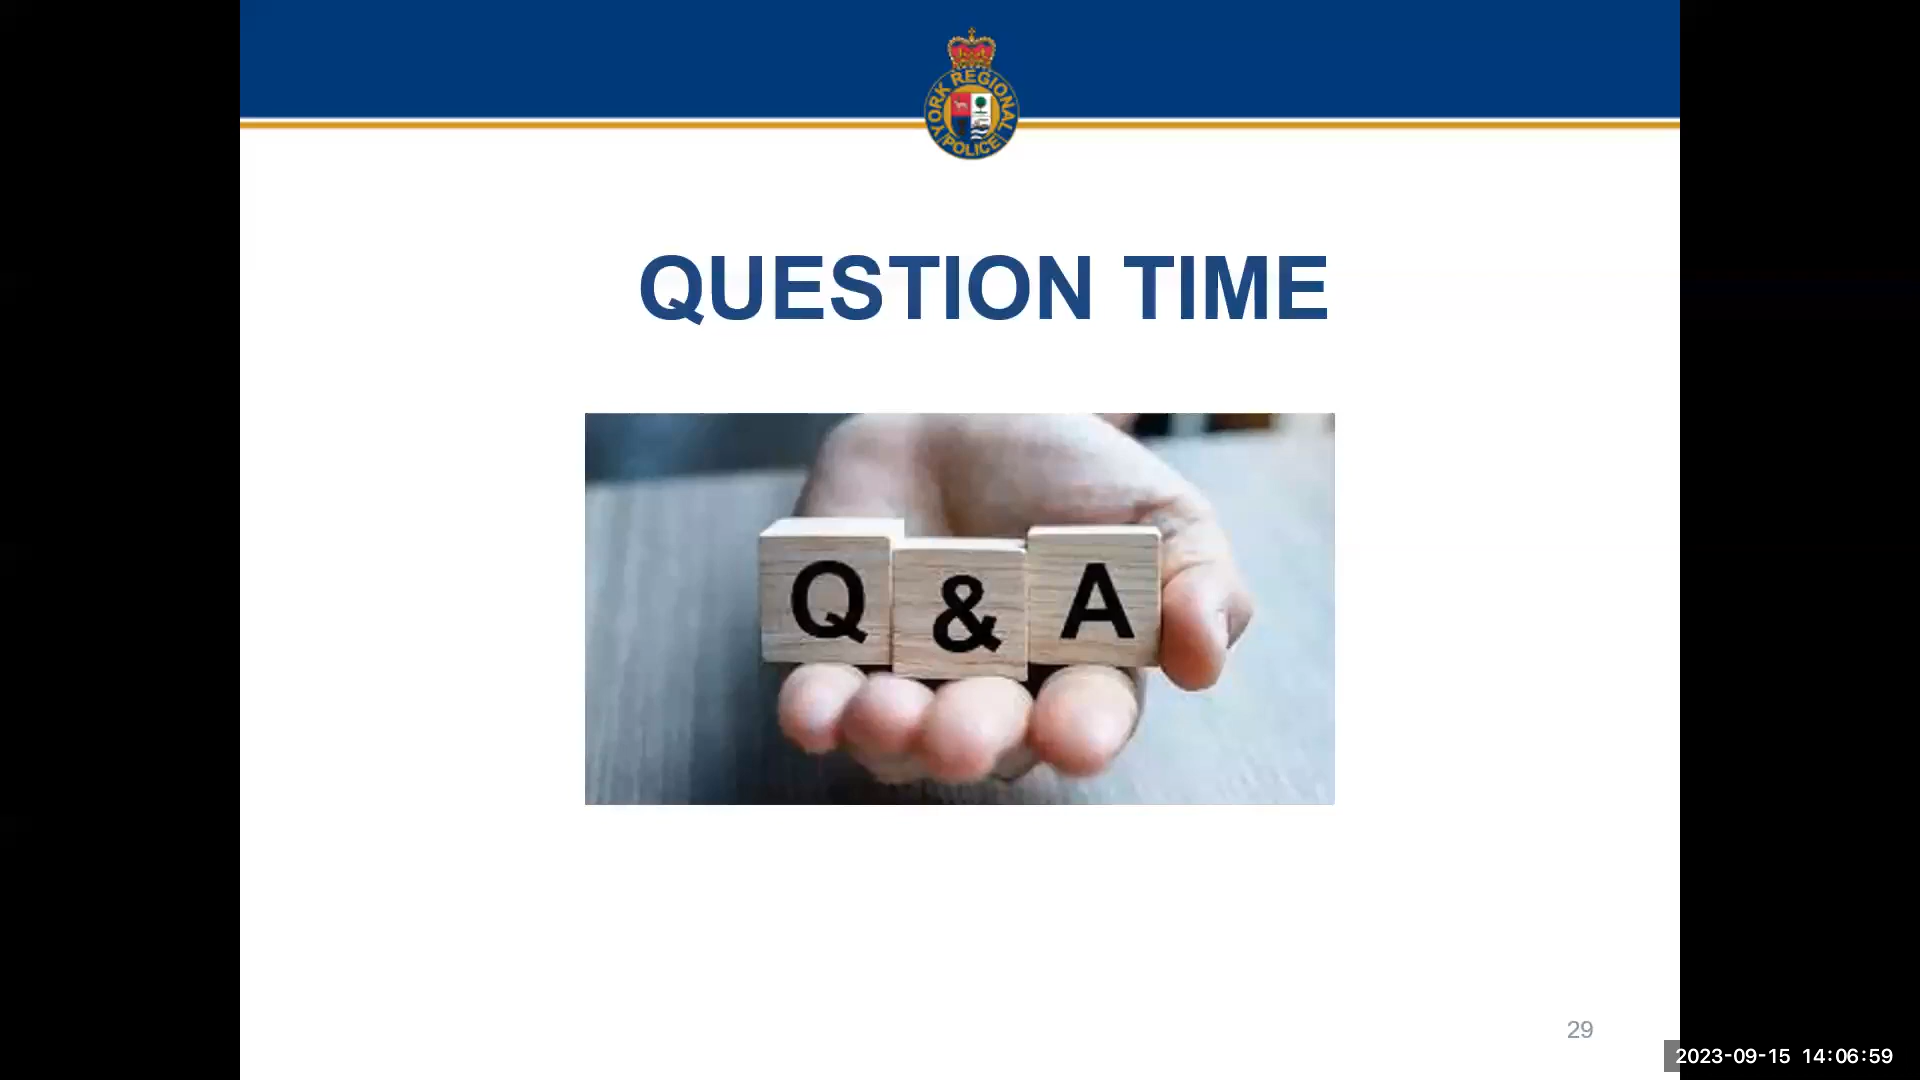 YORK REGIONAL
POLICE
QUESTION TIME
Q & A
29
2023-09-15 14:06:59